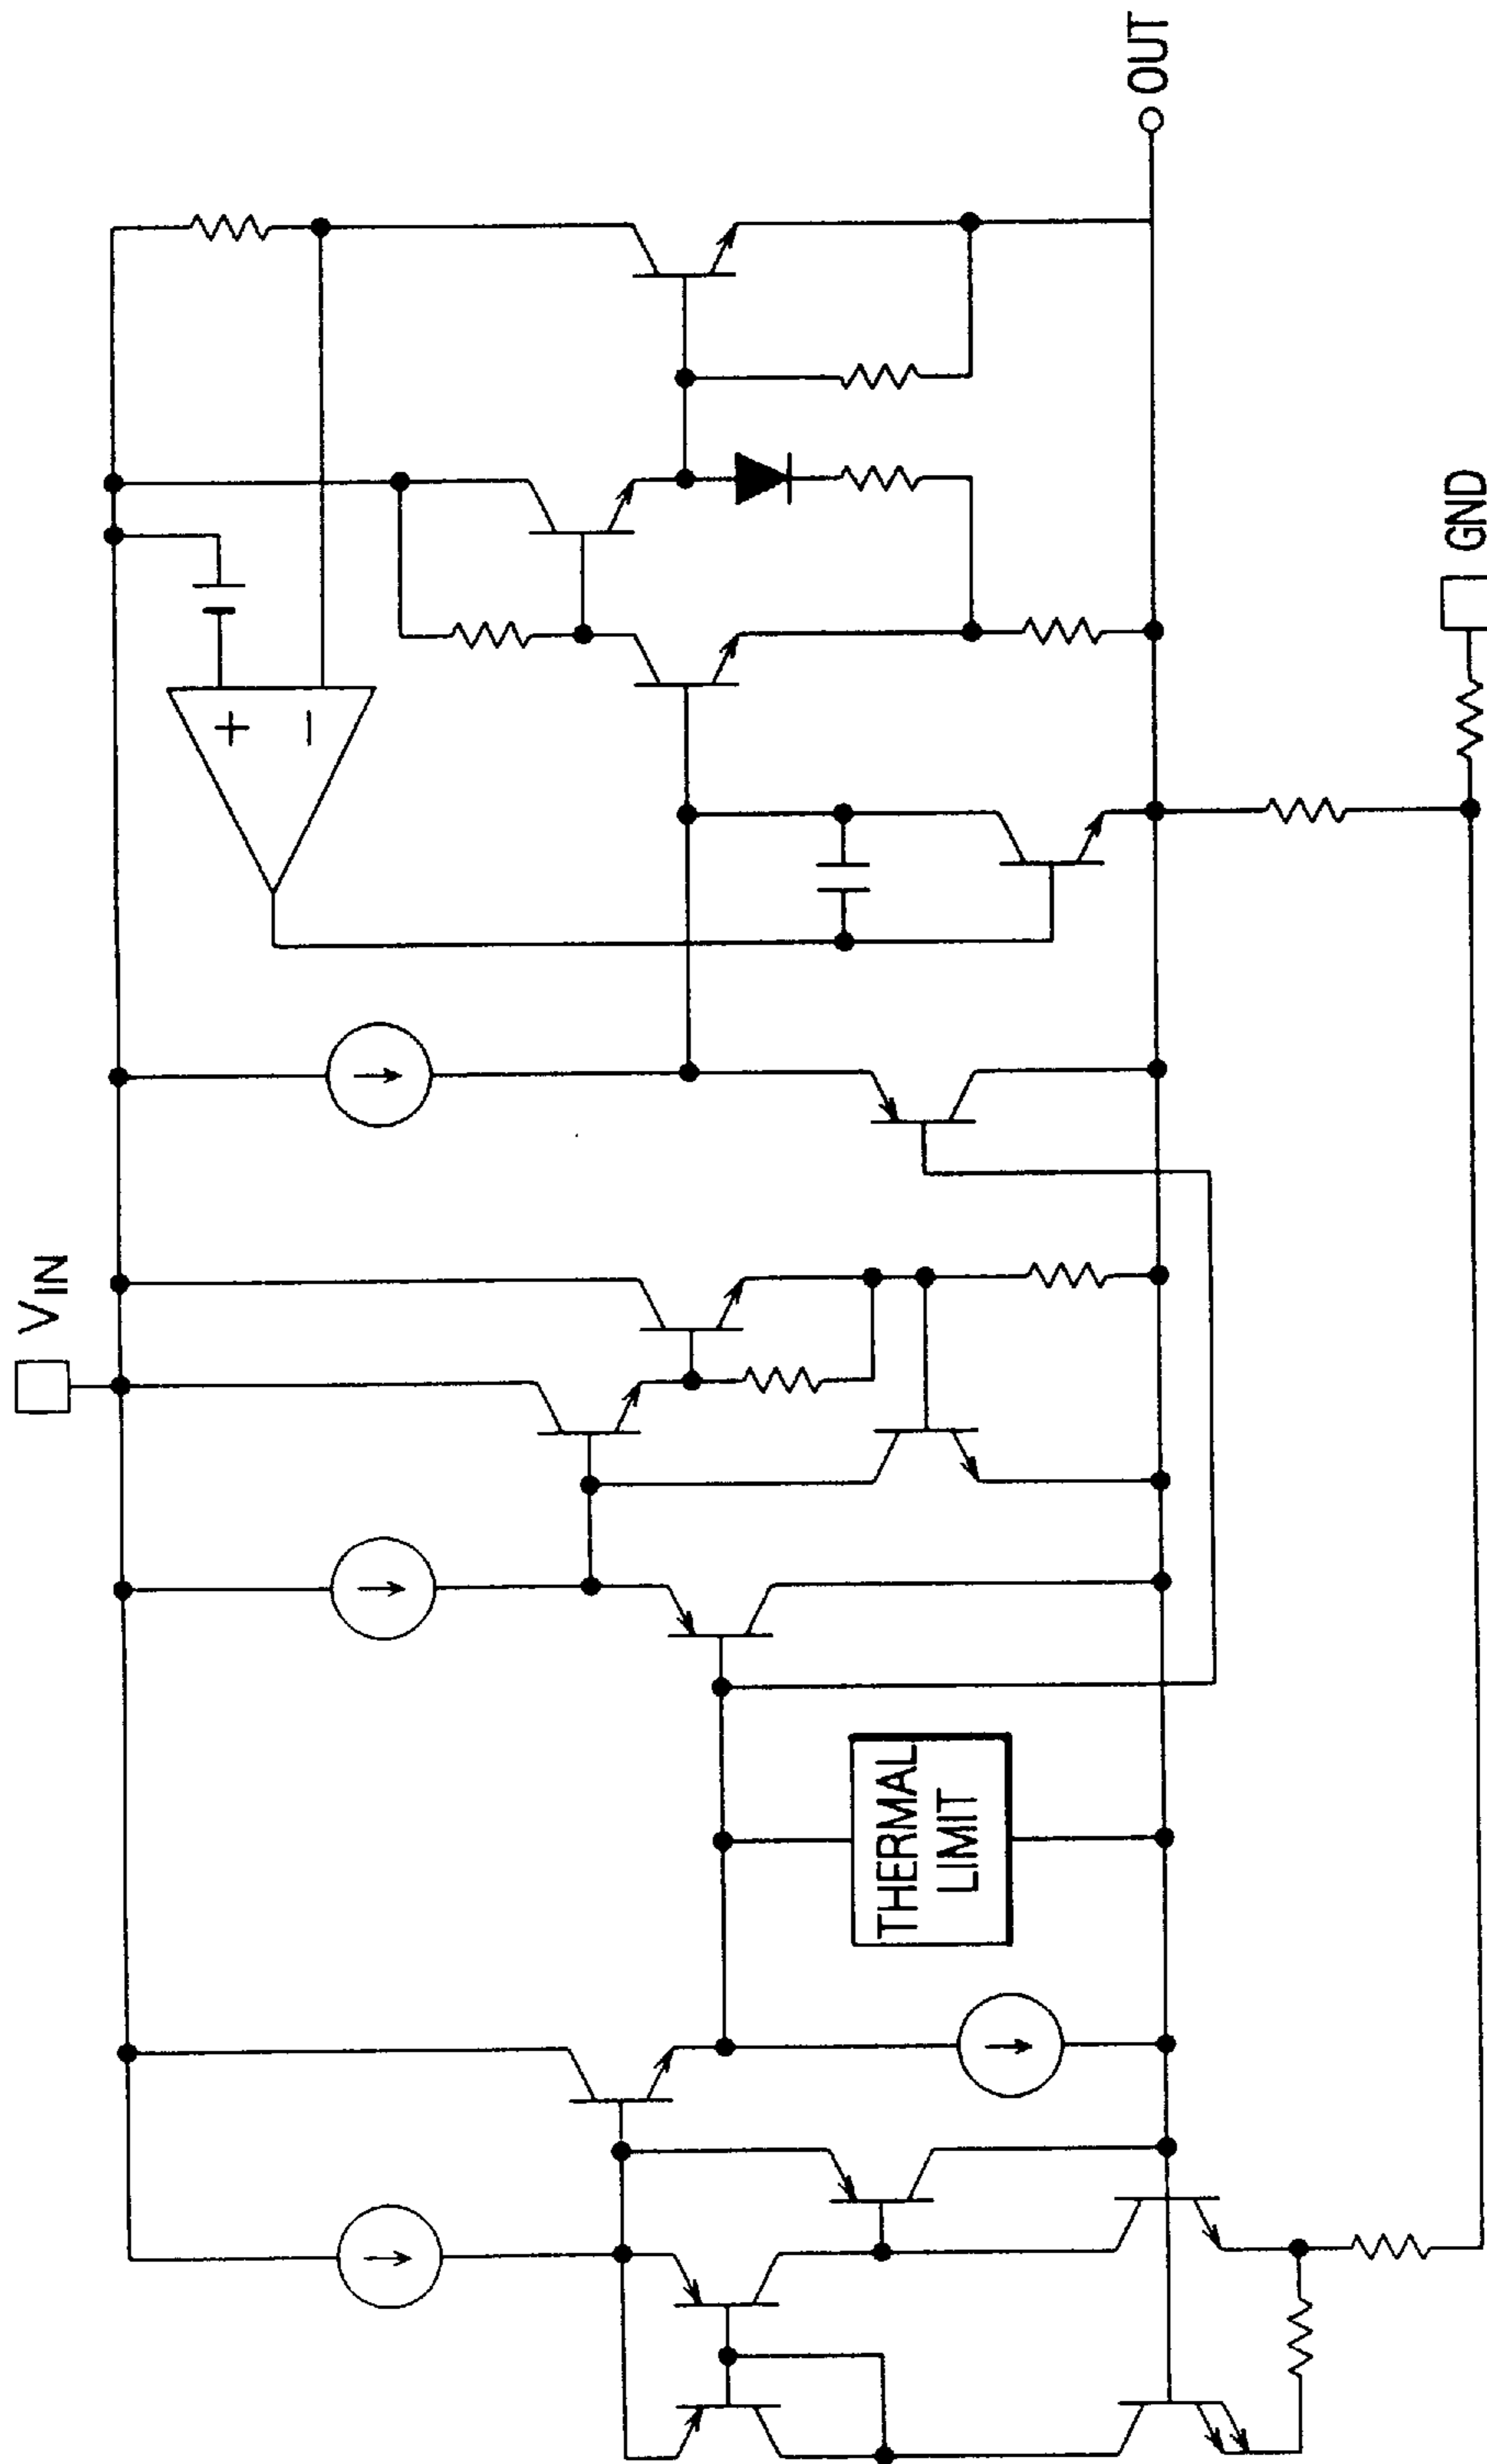 VIN
THERMAL
LIMIT
+
−
OUT
GND